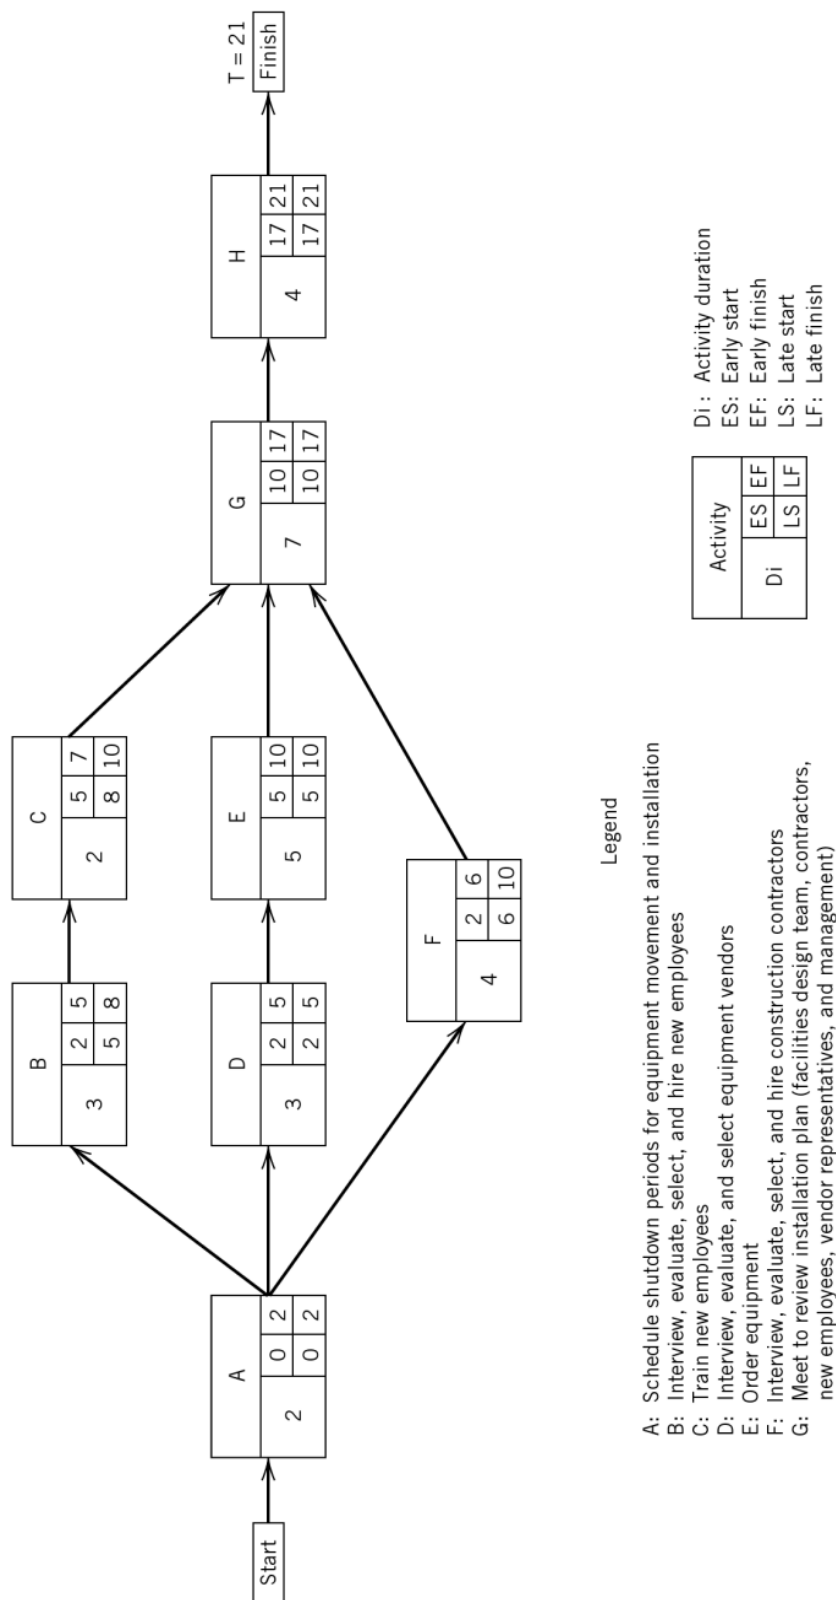 T = 21
Start
Finish
A
2
0 2
0 2
B
3
2 5
5 8
C
2
5 7
8 10
D
3
2 5
2 5
E
5
5 10
5 10
F
4
2 6
6 10
G
7
10 17
10 17
H
4
17 21
17 21
Legend
A: Schedule shutdown periods for equipment movement and installation
B: Interview, evaluate, select, and hire new employees
C: Train new employees
D: Interview, evaluate, and select equipment vendors
E: Order equipment
F: Interview, evaluate, select, and hire construction contractors
G: Meet to review installation plan (facilities design team, contractors,
new employees, vendor representatives, and management)
Activity
Di
ES EF
LS LF
Di : Activity duration
ES: Early start
EF: Early finish
LS: Late start
LF: Late finish